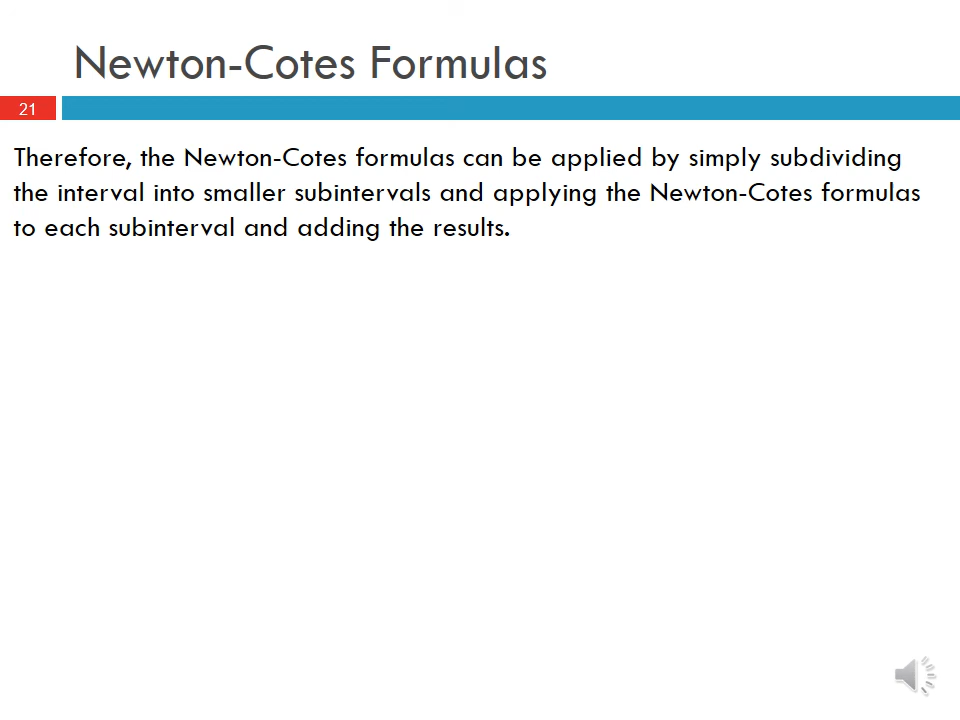 Newton-Cotes Formulas
21
Therefore, the Newton-Cotes formulas can be applied by simply subdividing
the interval into smaller subintervals and applying the Newton-Cotes formulas
to each subinterval and adding the results.